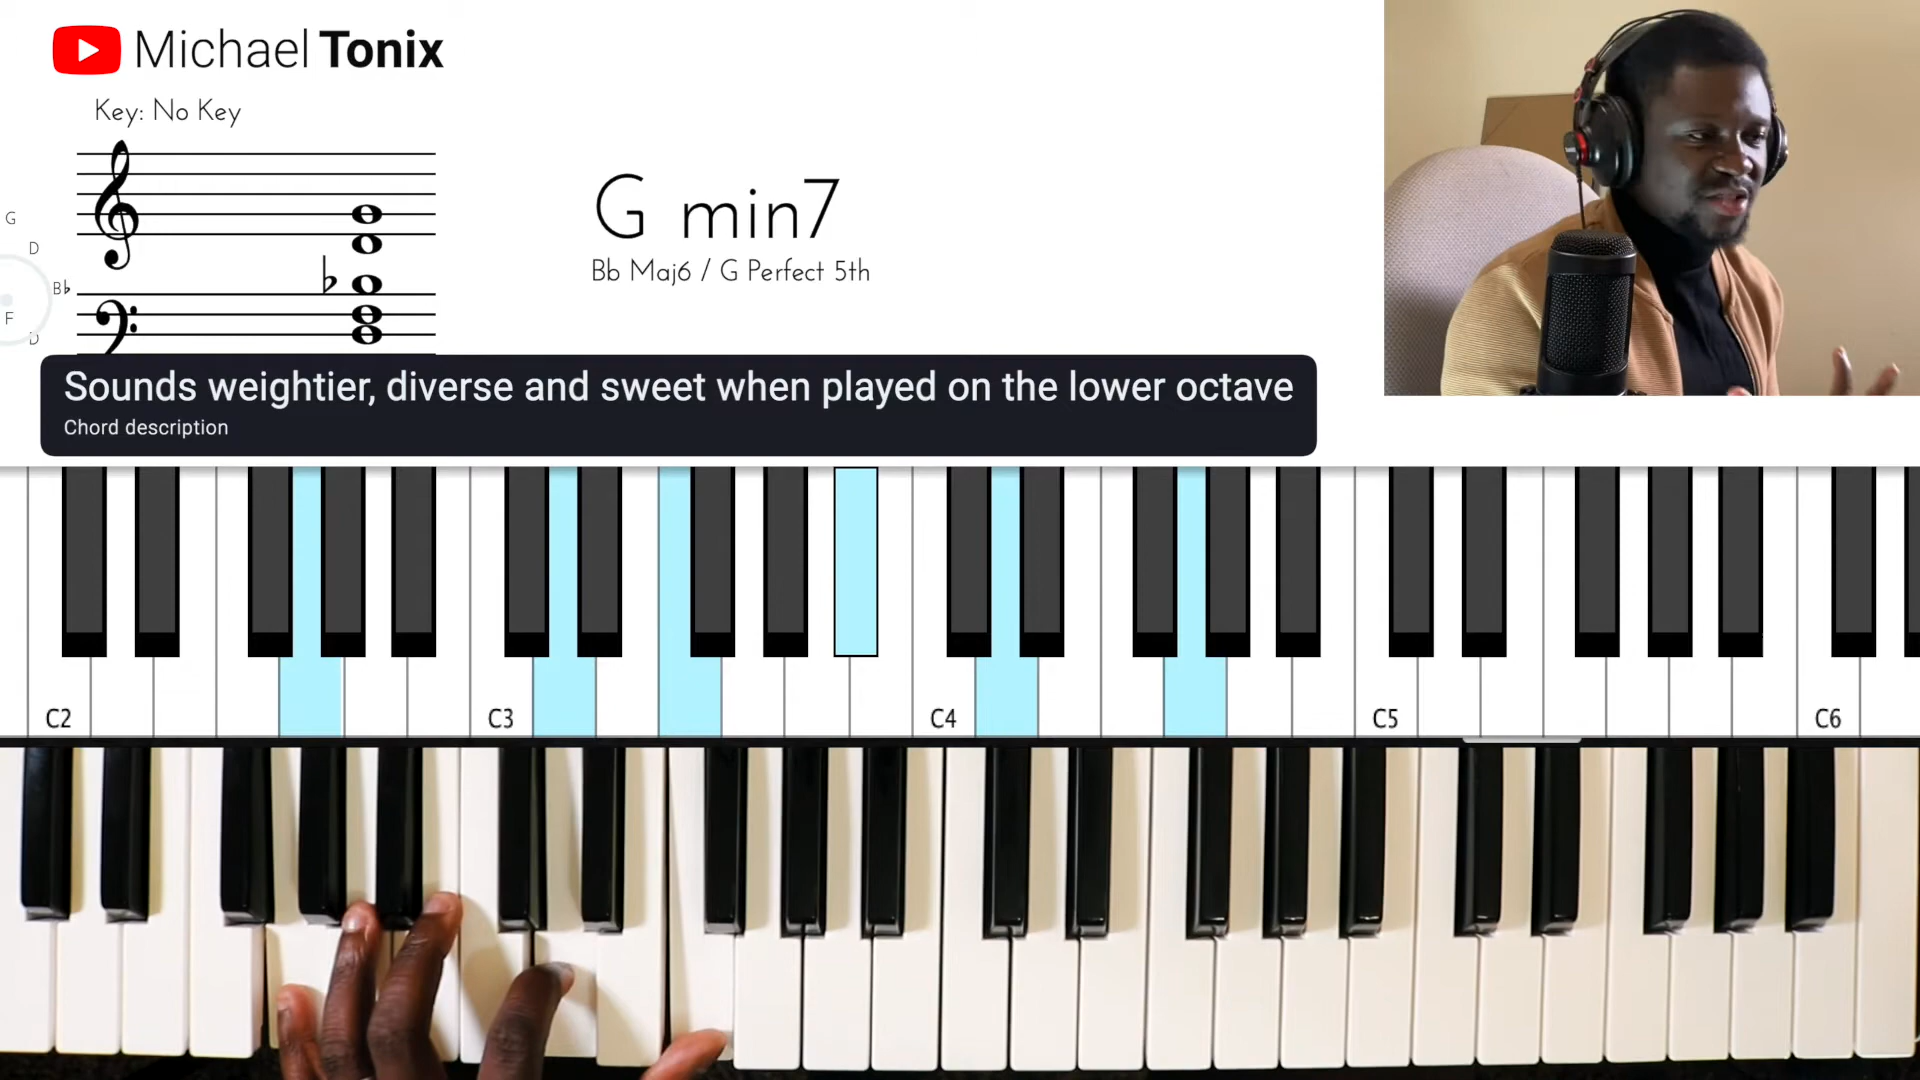 Michael Tonix
Key: No Key
G
D
B♭
F
D
G min7
Bb Maj6 / G Perfect 5th
Sounds weightier, diverse and sweet when played on the lower octave
Chord description
C2 C3 C4 C5 C6